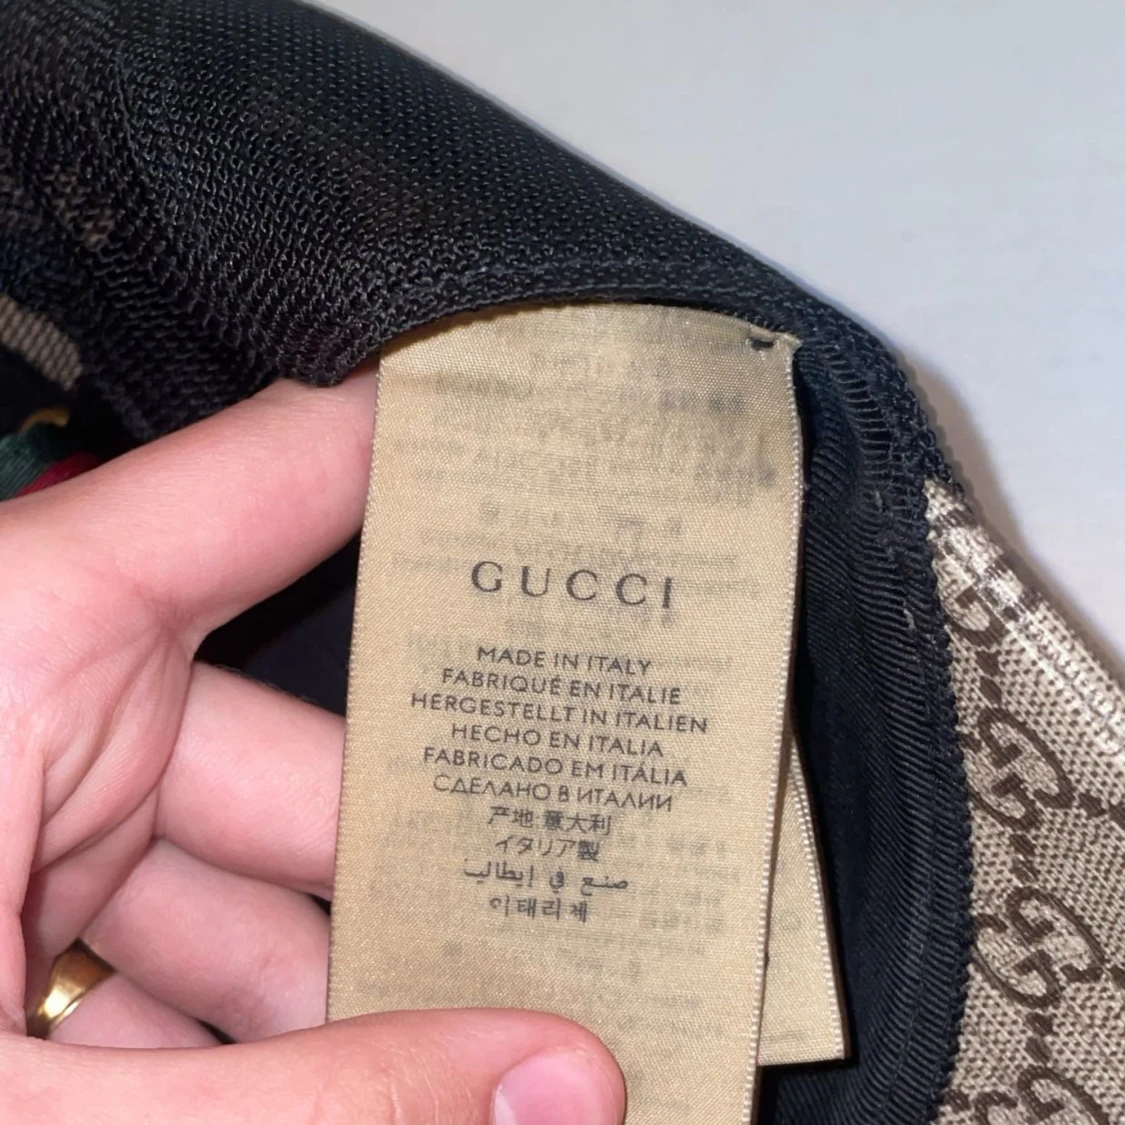 GUCCI
MADE IN ITALY
FABRIQUÉ EN ITALIE
HERGESTELLT IN ITALIEN
HECHO EN ITALIA
FABRICADO EM ITÁLIA
СДЕЛАНО В ИТАЛИИ
产地 意大利
イタリア製
صنع في إيطاليا
이태리제